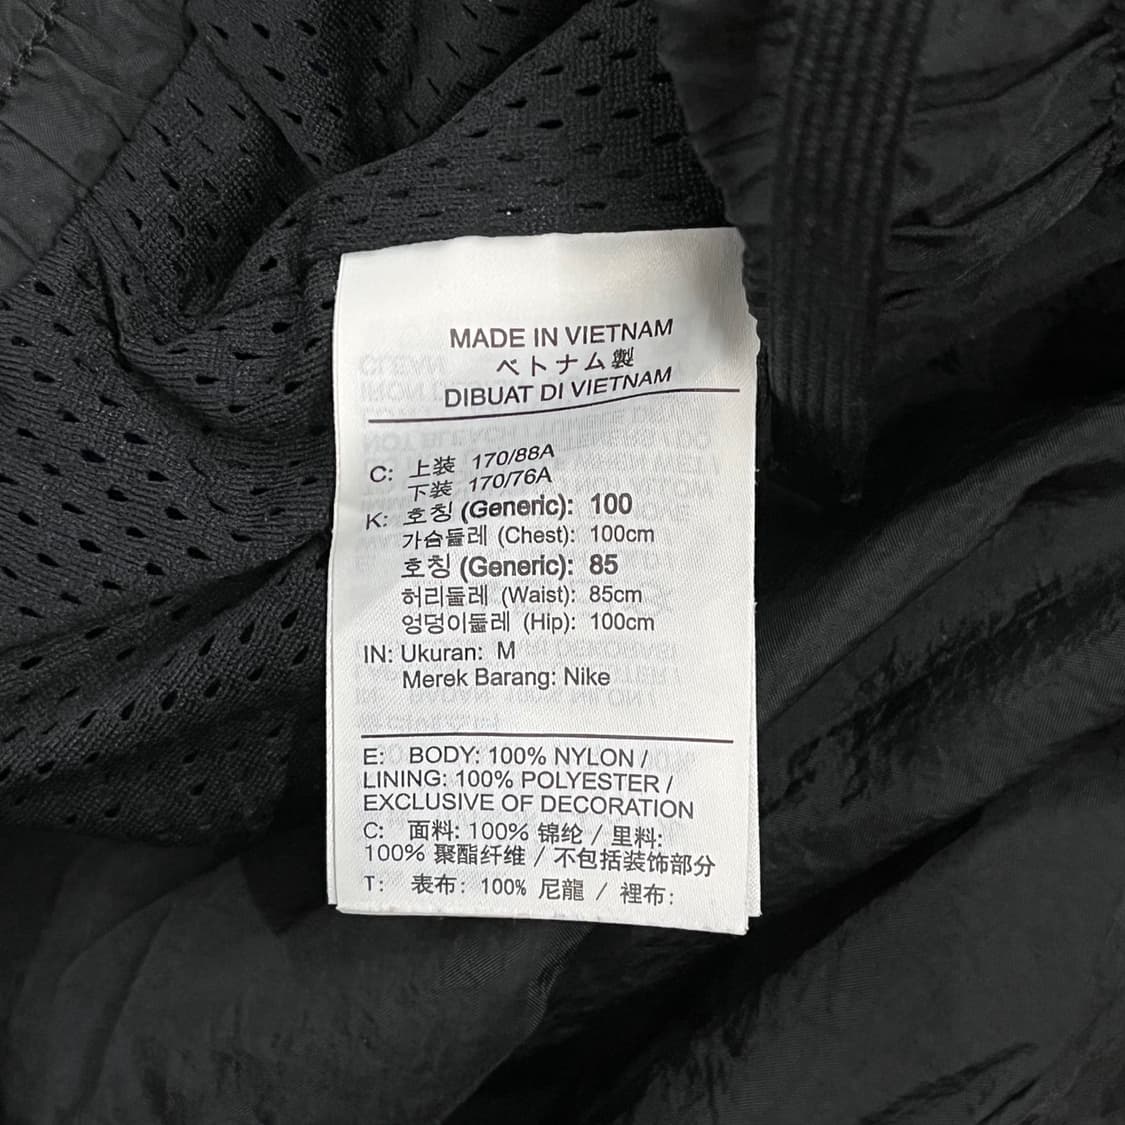 MADE IN VIETNAM
ベトナム製
DIBUAT DI VIETNAM
C: 上装 170/88A
下装 170/76A
K: 호칭 (Generic): 100
가슴둘레 (Chest): 100cm
호칭 (Generic): 85
허리둘레 (Waist): 85cm
엉덩이둘레 (Hip): 100cm
IN: Ukuran: M
Merek Barang: Nike
E: BODY: 100% NYLON /
LINING: 100% POLYESTER /
EXCLUSIVE OF DECORATION
C: 面料: 100% 锦纶 / 里料:
100% 聚酯纤维 / 不包括装饰部分
T: 表布: 100% 尼龍 / 裡布: